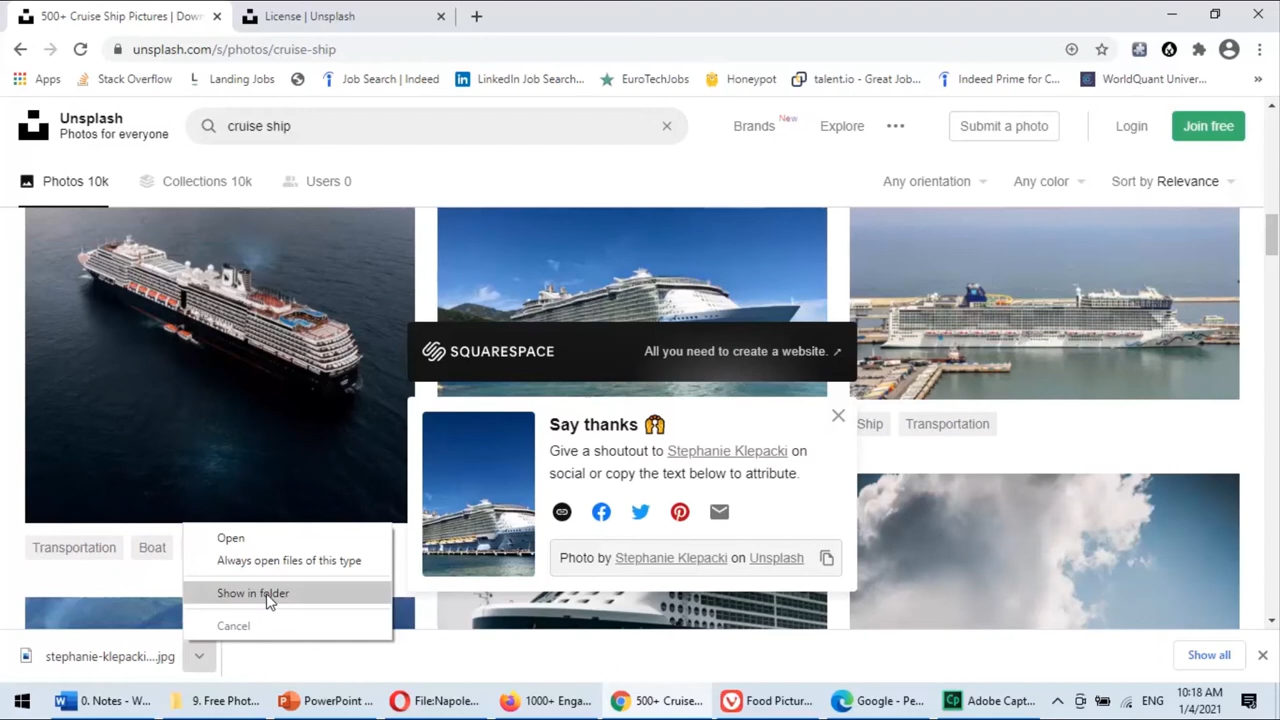 500+ Cruise Ship Pictures | Down
License | Unsplash
unsplash.com/s/photos/cruise-ship
Apps
Stack Overflow
Landing Jobs
Job Search | Indeed
LinkedIn Job Search...
EuroTechJobs
Honeypot
talent.io - Great Job...
Indeed Prime for C...
WorldQuant Univer...
Unsplash
Photos for everyone
cruise ship
Brands New
Explore
Submit a photo
Login
Join free
Photos 10k
Collections 10k
Users 0
Any orientation
Any color
Sort by Relevance
SQUARESPACE
All you need to create a website. ↗
Say thanks 🙌
Give a shoutout to Stephanie Klepacki on
social or copy the text below to attribute.
Photo by Stephanie Klepacki on Unsplash
Ship
Transportation
Transportation
Boat
Open
Always open files of this type
Show in folder
Cancel
stephanie-klepacki....jpg
Show all
0. Notes - W...
9. Free Phot...
PowerPoint ...
File:Napole...
1000+ Enga...
500+ Cruise...
Food Pictur...
Google - Pe...
Adobe Capt...
ENG
10:18 AM
1/4/2021